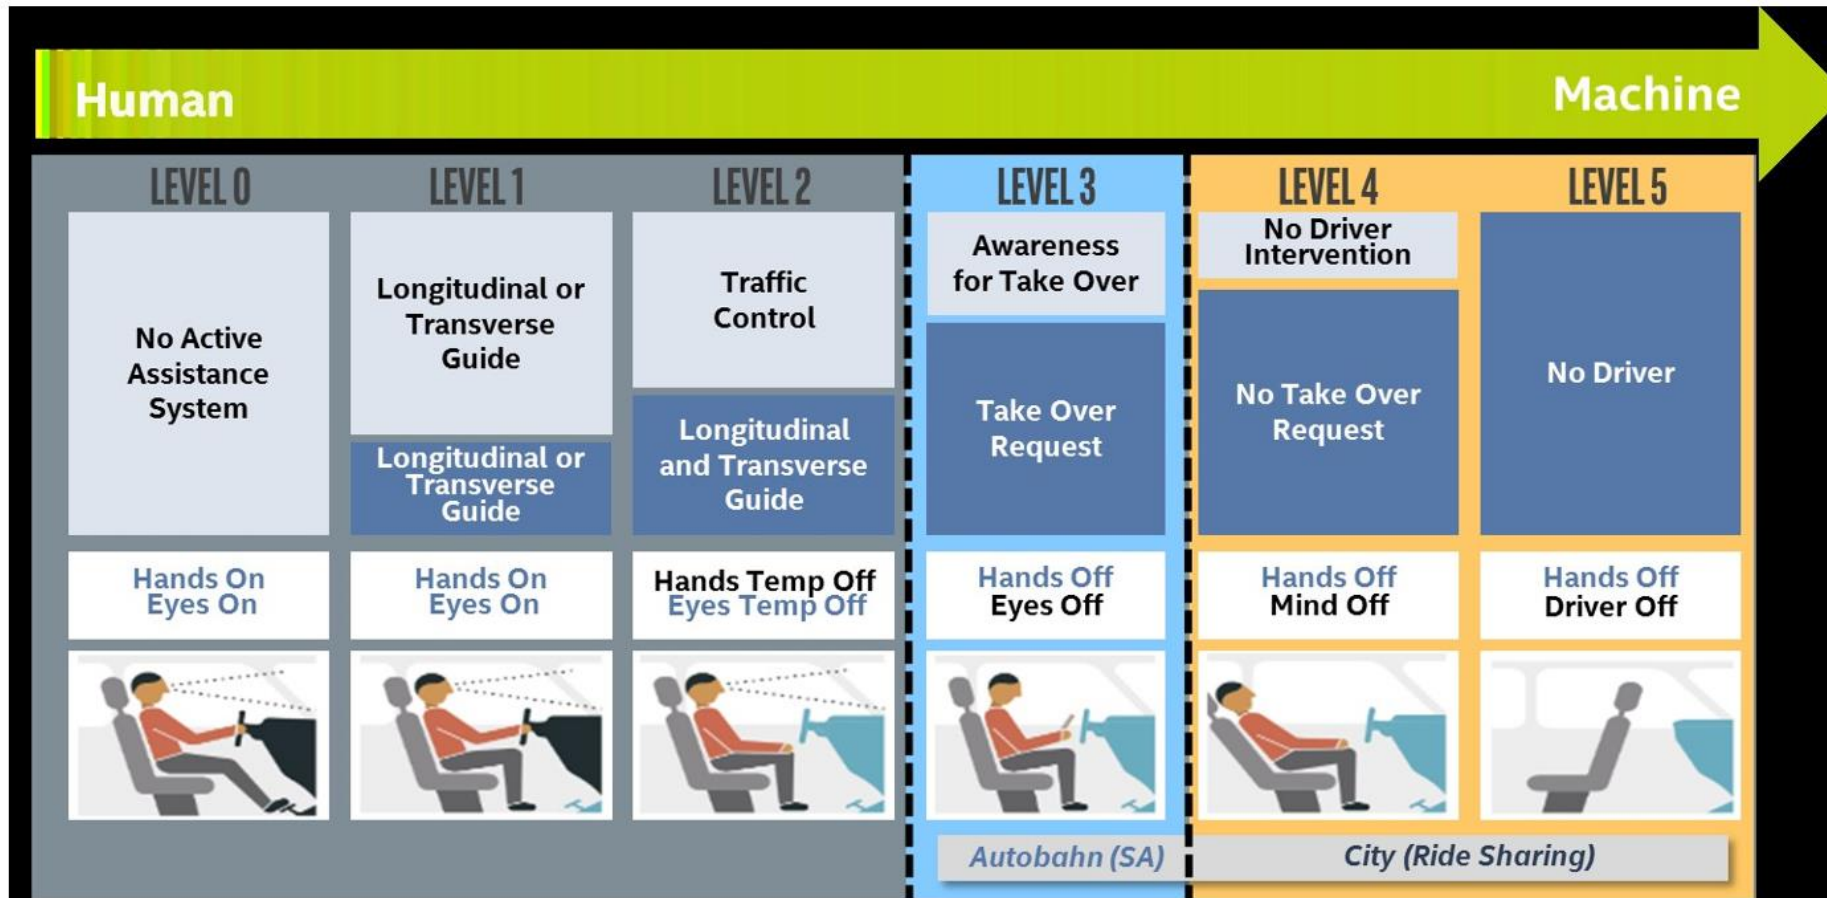 Human
Machine
LEVEL 0
LEVEL 1
LEVEL 2
LEVEL 3
LEVEL 4
LEVEL 5
No Active
Assistance
System
Longitudinal or
Transverse
Guide
Longitudinal or
Transverse
Guide
Traffic
Control
Longitudinal
and Transverse
Guide
Awareness
for Take Over
Take Over
Request
No Driver
Intervention
No Take Over
Request
No Driver
Hands On
Eyes On
Hands On
Eyes On
Hands Temp Off
Eyes Temp Off
Hands Off
Eyes Off
Hands Off
Mind Off
Hands Off
Driver Off
Autobahn (SA)
City (Ride Sharing)